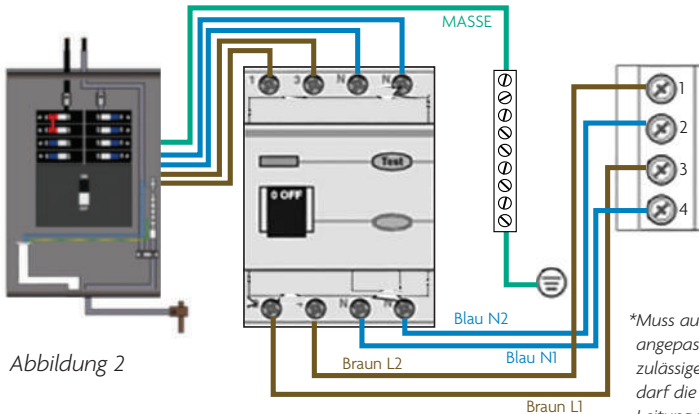 MASSE
1 3 N N
1
2
3
4
Test
0 OFF
N N
Blau N2
Blau N1
Braun L2
Braun L1
Abbildung 2
*Muss au
angepas
zulässige
darf die